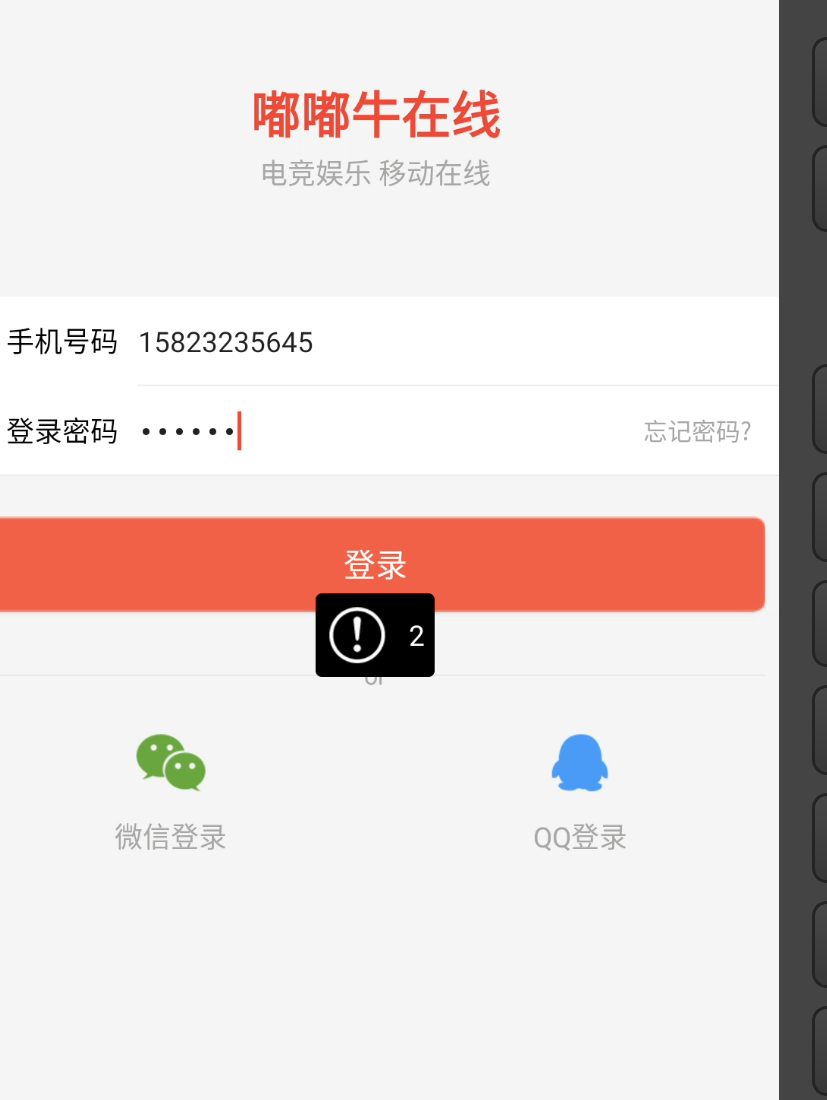 嘟嘟牛在线
电竞娱乐 移动在线
手机号码 15823235645
登录密码 ······ 忘记密码?
登录
2
or
微信登录 QQ登录